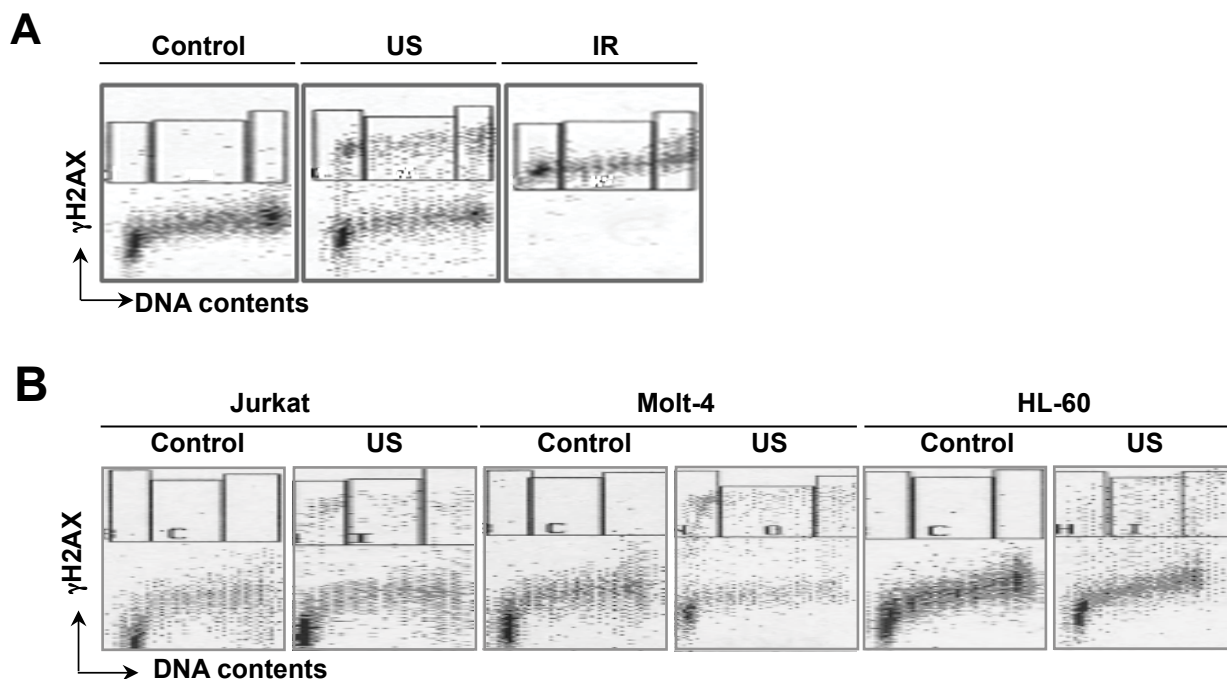 A
Control US IR
γH2AX
DNA contents
B
Jurkat Molt-4 HL-60
Control US Control US Control US
C C C
H I
γH2AX
DNA contents